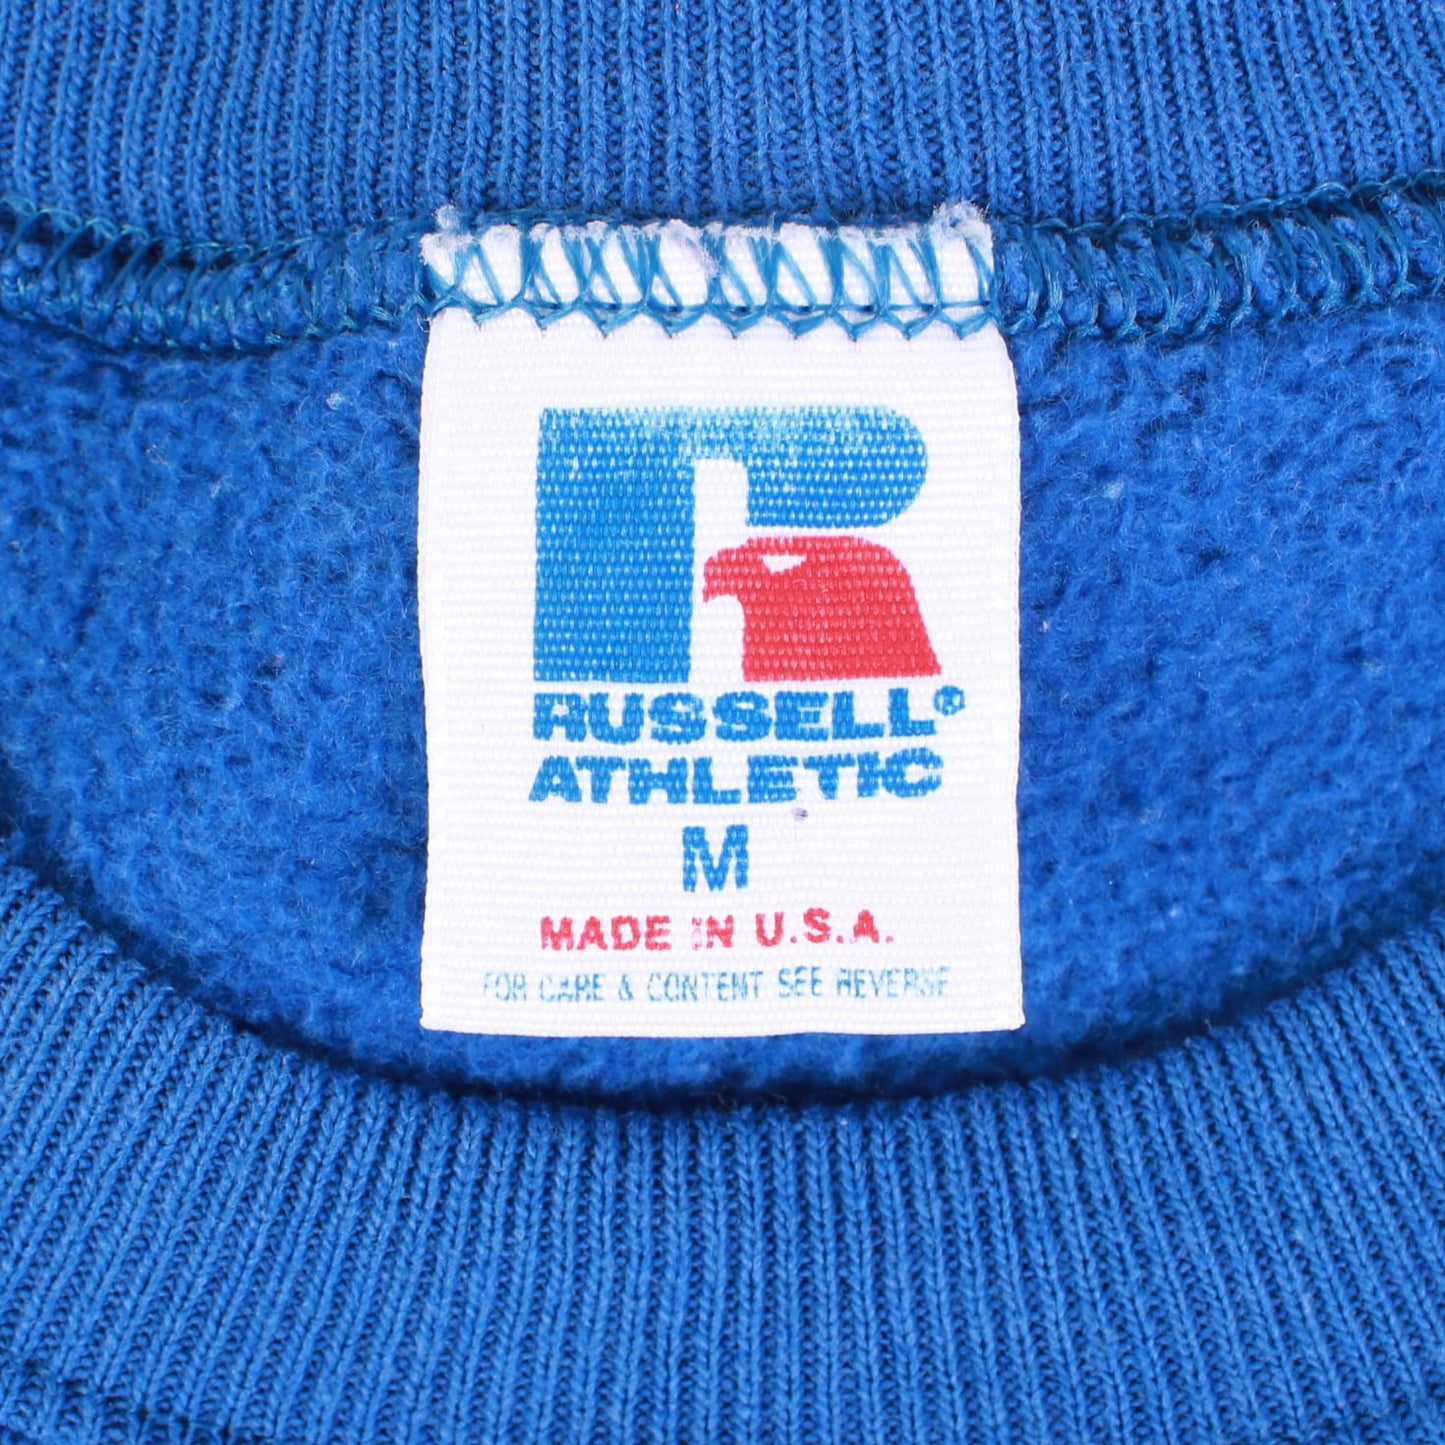 RUSSELL®
ATHLETIC
M
MADE IN U.S.A.
FOR CARE & CONTENT SEE REVERSE